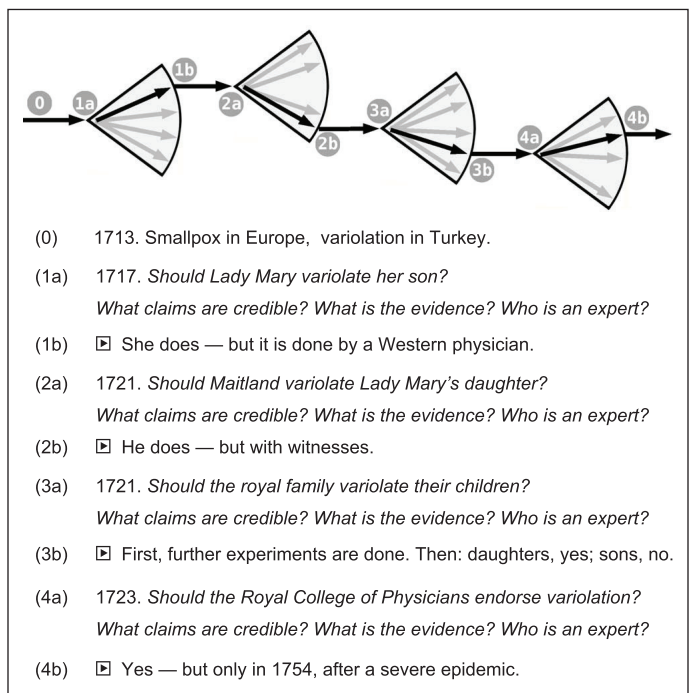 0 1a 1b 2a 2b 3a 3b 4a 4b
(0) 1713. Smallpox in Europe, variolation in Turkey.
(1a) 1717. Should Lady Mary variolate her son?
What claims are credible? What is the evidence? Who is an expert?
(1b) ▶ She does — but it is done by a Western physician.
(2a) 1721. Should Maitland variolate Lady Mary's daughter?
What claims are credible? What is the evidence? Who is an expert?
(2b) ▶ He does — but with witnesses.
(3a) 1721. Should the royal family variolate their children?
What claims are credible? What is the evidence? Who is an expert?
(3b) ▶ First, further experiments are done. Then: daughters, yes; sons, no.
(4a) 1723. Should the Royal College of Physicians endorse variolation?
What claims are credible? What is the evidence? Who is an expert?
(4b) ▶ Yes — but only in 1754, after a severe epidemic.